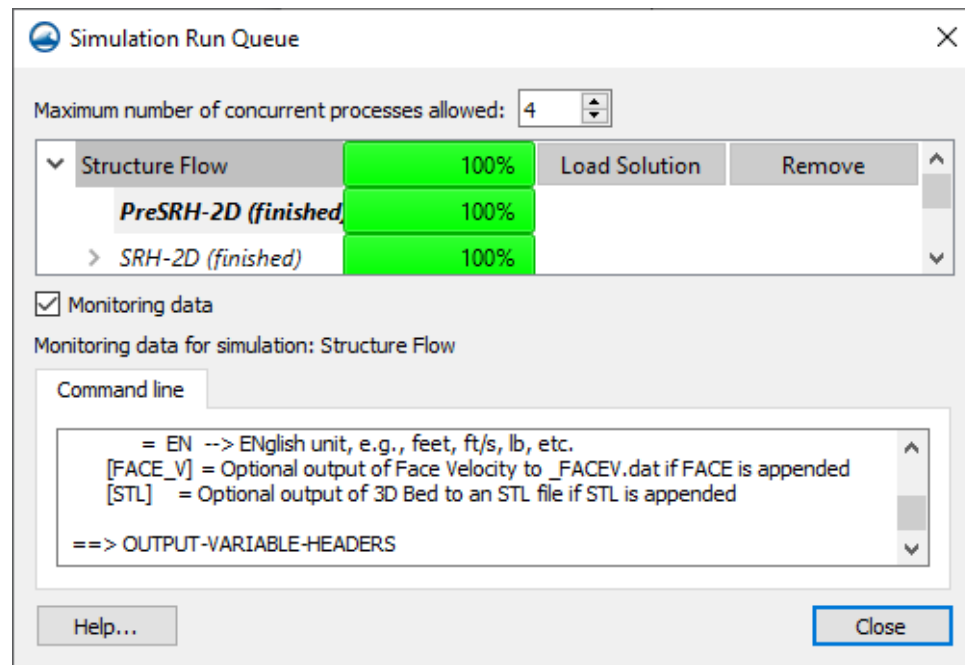 Simulation Run Queue
Maximum number of concurrent processes allowed: 4
Structure Flow 100% Load Solution Remove
PreSRH-2D (finished 100%
SRH-2D (finished) 100%
Monitoring data
Monitoring data for simulation: Structure Flow
Command line
= EN --> ENglish unit, e.g., feet, ft/s, lb, etc.
[FACE_V] = Optional output of Face Velocity to _FACEV.dat if FACE is appended
[STL] = Optional output of 3D Bed to an STL file if STL is appended
==> OUTPUT-VARIABLE-HEADERS
Help... Close